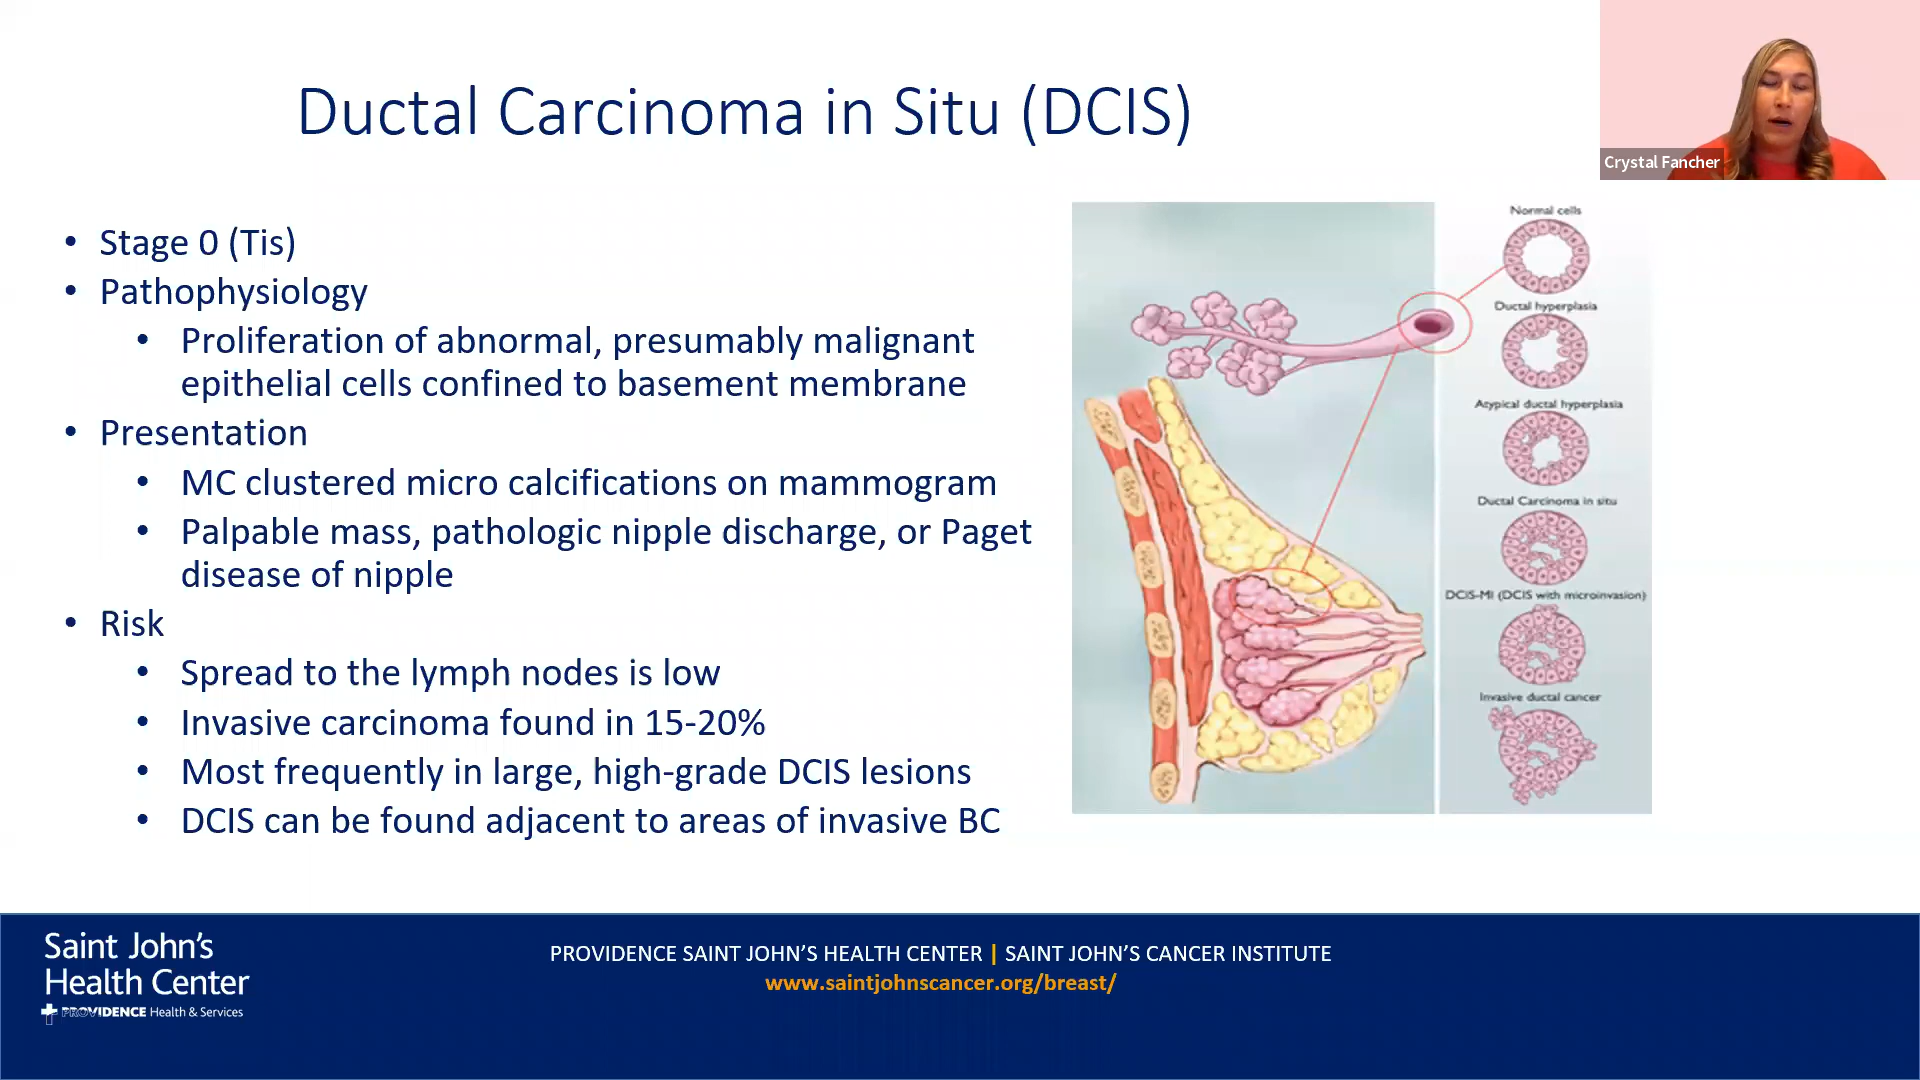 Ductal Carcinoma in Situ (DCIS)
Crystal Fancher
• Stage 0 (Tis)
• Pathophysiology
• Proliferation of abnormal, presumably malignant
epithelial cells confined to basement membrane
• Presentation
• MC clustered micro calcifications on mammogram
• Palpable mass, pathologic nipple discharge, or Paget
disease of nipple
• Risk
• Spread to the lymph nodes is low
• Invasive carcinoma found in 15-20%
• Most frequently in large, high-grade DCIS lesions
• DCIS can be found adjacent to areas of invasive BC
Normal cells
Ductal hyperplasia
Atypical ductal hyperplasia
Ductal Carcinoma in situ
DCIS-MI (DCIS with microinvasion)
Invasive ductal cancer
Saint John's
Health Center
PROVIDENCE Health & Services
PROVIDENCE SAINT JOHN'S HEALTH CENTER | SAINT JOHN'S CANCER INSTITUTE
www.saintjohnscancer.org/breast/